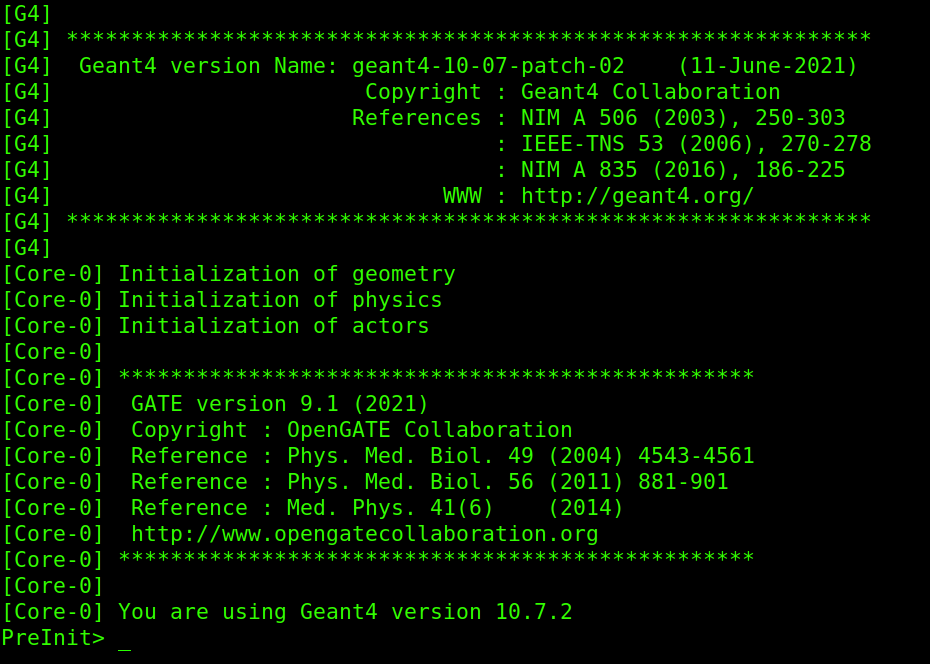 [G4]
[G4] **************************************************************
[G4]  Geant4 version Name: geant4-10-07-patch-02    (11-June-2021)
[G4]                        Copyright : Geant4 Collaboration
[G4]                       References : NIM A 506 (2003), 250-303
[G4]                                  : IEEE-TNS 53 (2006), 270-278
[G4]                                  : NIM A 835 (2016), 186-225
[G4]                              WWW : http://geant4.org/
[G4] **************************************************************
[G4]
[Core-0] Initialization of geometry
[Core-0] Initialization of physics
[Core-0] Initialization of actors
[Core-0]
[Core-0] *************************************************
[Core-0]  GATE version 9.1 (2021)
[Core-0]  Copyright : OpenGATE Collaboration
[Core-0]  Reference : Phys. Med. Biol. 49 (2004) 4543-4561
[Core-0]  Reference : Phys. Med. Biol. 56 (2011) 881-901
[Core-0]  Reference : Med. Phys. 41(6)    (2014)
[Core-0]  http://www.opengatecollaboration.org
[Core-0] *************************************************
[Core-0]
[Core-0] You are using Geant4 version 10.7.2
PreInit> _